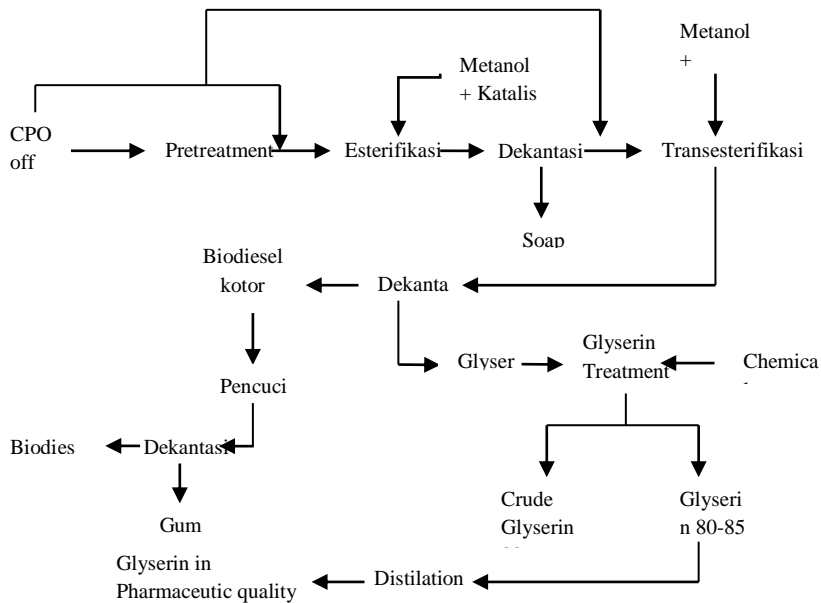 Metanol
+
Metanol
+ Katalis
CPO
off
Pretreatment
Esterifikasi
Dekantasi
Transesterifikasi
Soap
Biodiesel
kotor
Dekanta
Glyser
Glyserin
Treatment
Chemica
Pencuci
Biodies
Dekantasi
Gum
Crude
Glyserin
Glyseri
n 80-85
Glyserin in
Pharmaceutic quality
Distilation